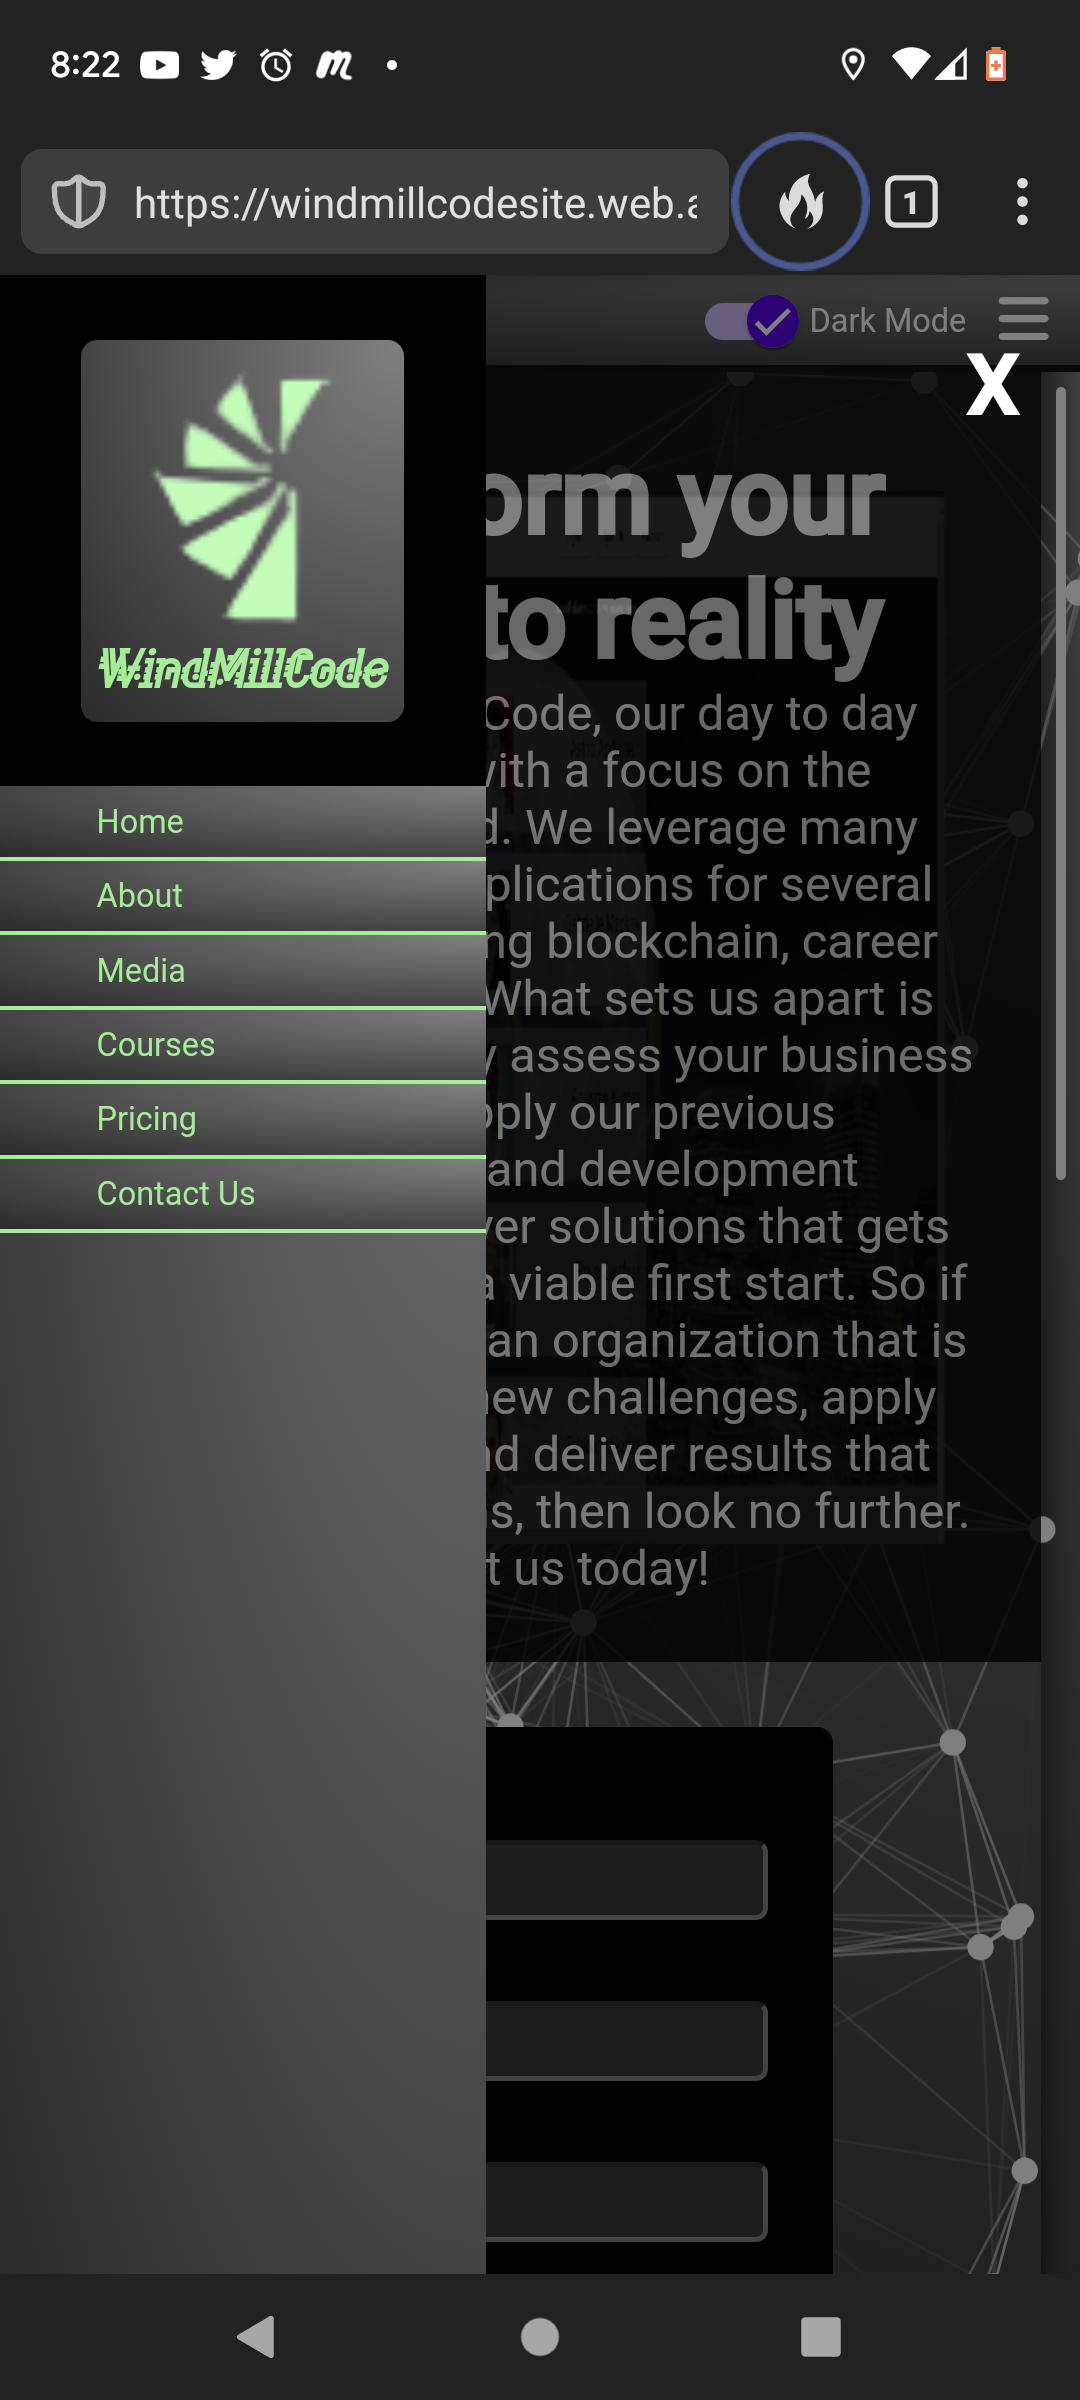 8:22
https://windmillcodesite.web.a
1
Dark Mode
X
WindMillCode
Home
About
Media
Courses
Pricing
Contact Us
orm your
to reality
Code, our day to day
with a focus on the
d. We leverage many
plications for several
ng blockchain, career
What sets us apart is
y assess your business
pply our previous
and development
ver solutions that gets
a viable first start. So if
an organization that is
new challenges, apply
nd deliver results that
s, then look no further.
t us today!